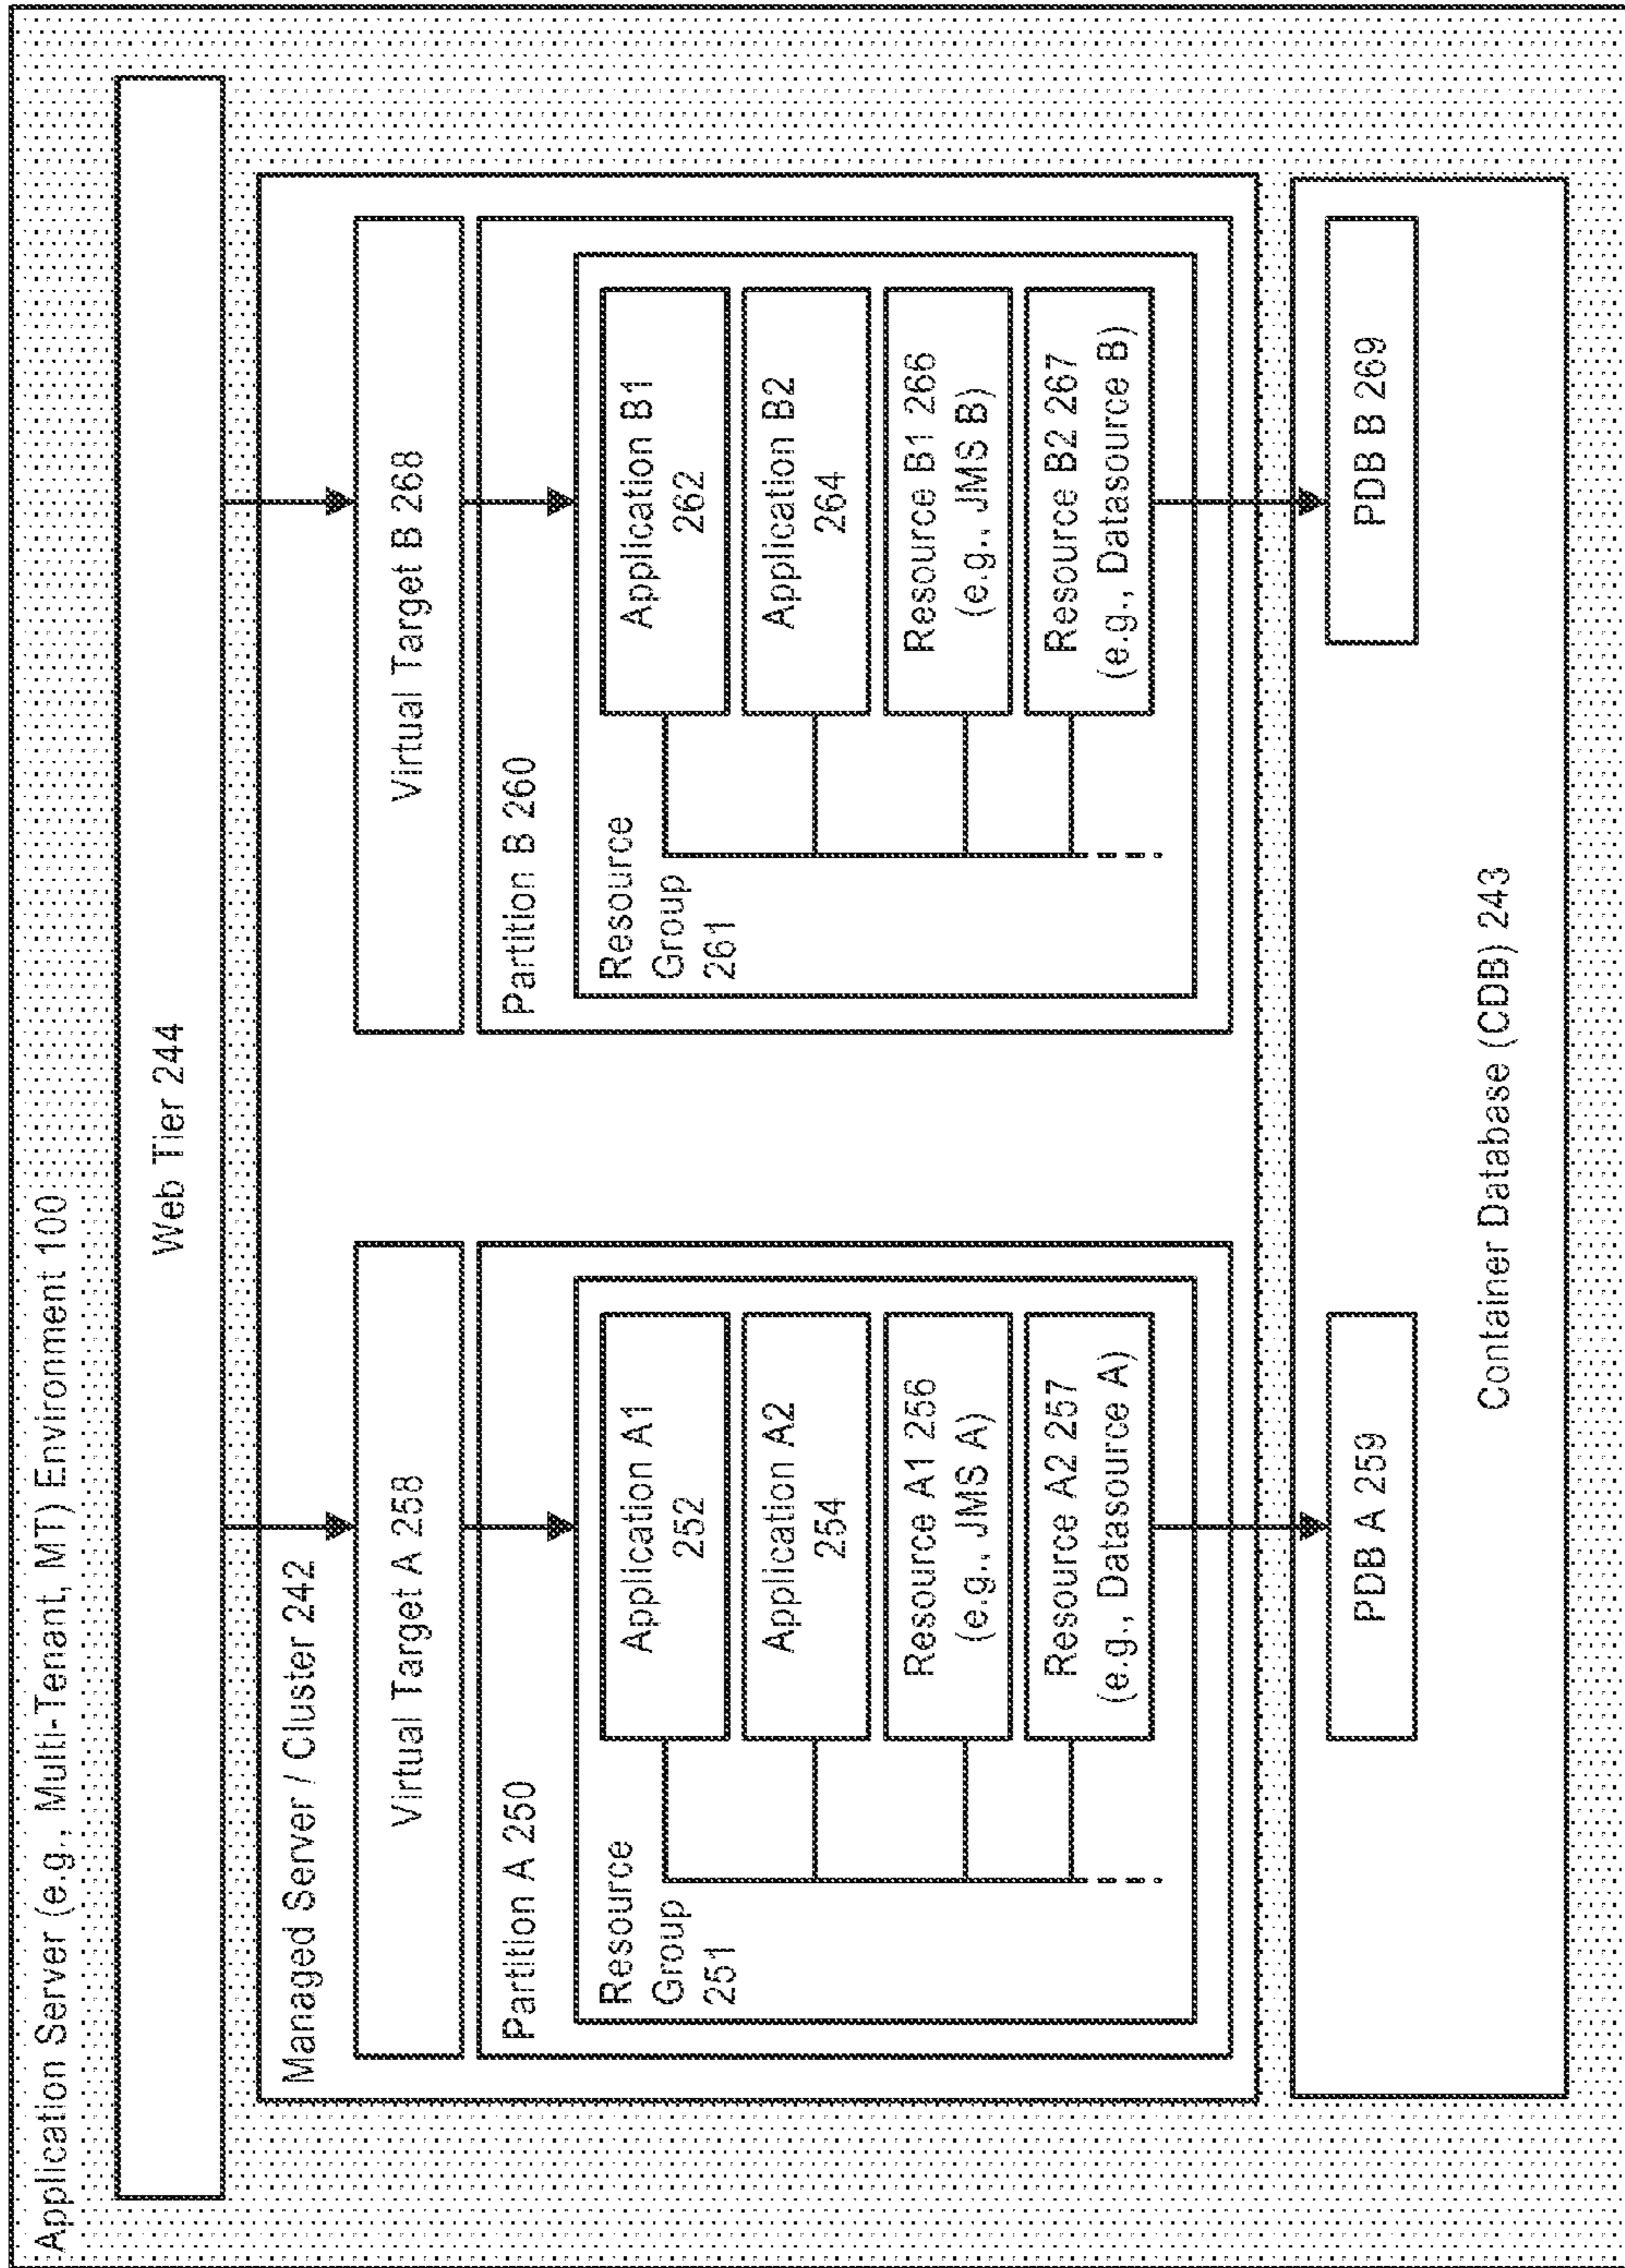 Application Server (e.g., Multi-Tenant, MT) Environment 100
Web Tier 244
Managed Server / Cluster 242
Virtual Target A 258
Partition A 250
Resource
Group
251
Application A1
252
Application A2
254
Resource A1 256
(e.g., JMS A)
Resource A2 257
(e.g., Datasource A)
Virtual Target B 268
Partition B 260
Resource
Group
261
Application B1
262
Application B2
264
Resource B1 266
(e.g., JMS B)
Resource B2 267
(e.g., Datasource B)
PDB A 259
PDB B 269
Container Database (CDB) 243